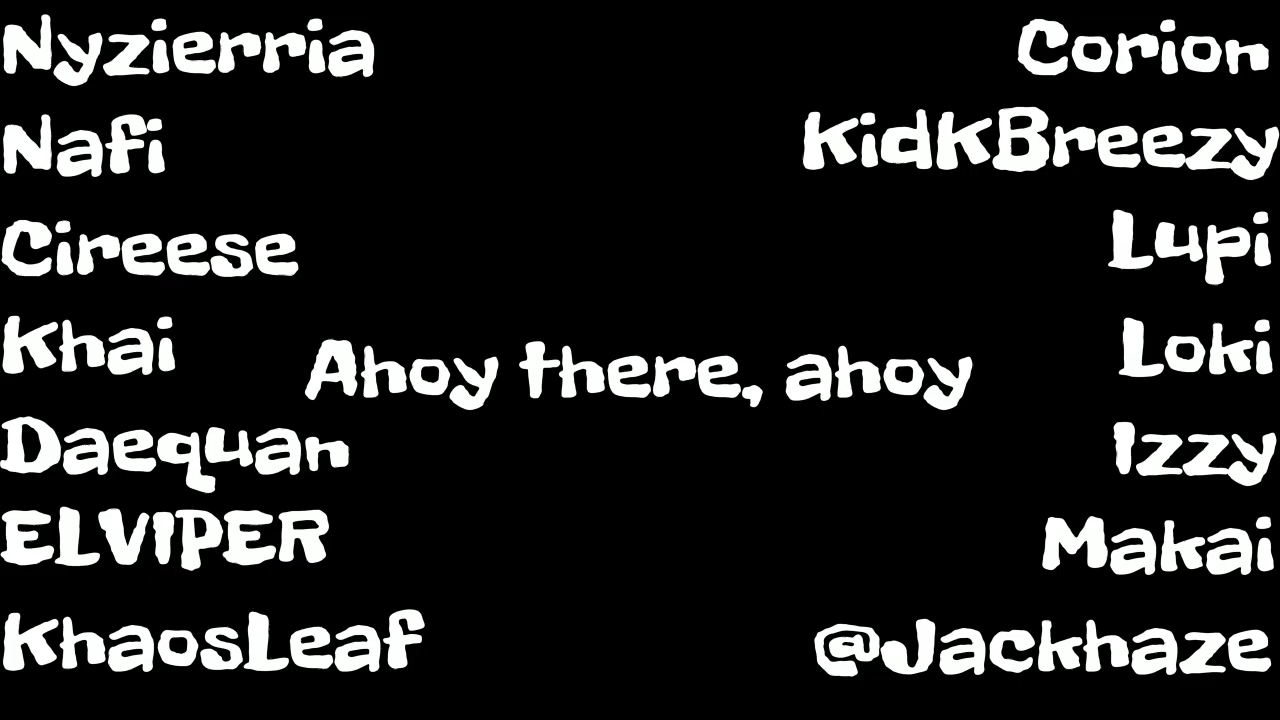 Nyzierria
Nafi
Cireese
Khai
Daequan
ELVIPER
KhaosLeaf
Ahoy there, ahoy
Corion
KidKBreezy
Lupi
Loki
Izzy
Makai
@Jackhaze